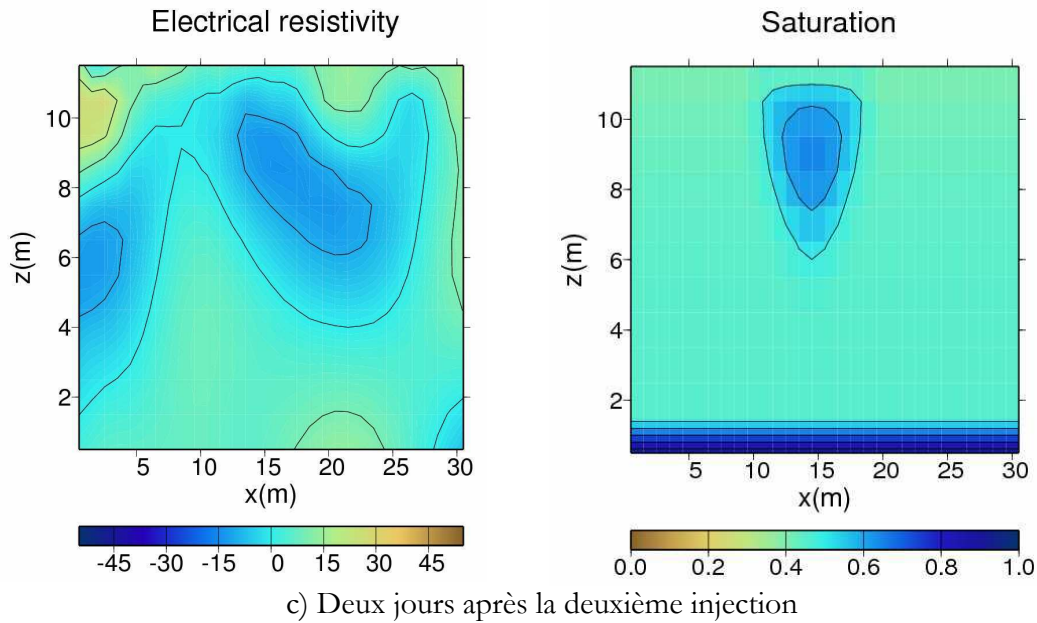 Electrical resistivity
Saturation
10
8
6
4
2
z(m)
5 10 15 20 25 30
x(m)
-45 -30 -15 0 15 30 45
10
8
6
4
2
z(m)
5 10 15 20 25 30
x(m)
0.0 0.2 0.4 0.6 0.8 1.0
c) Deux jours après la deuxième injection